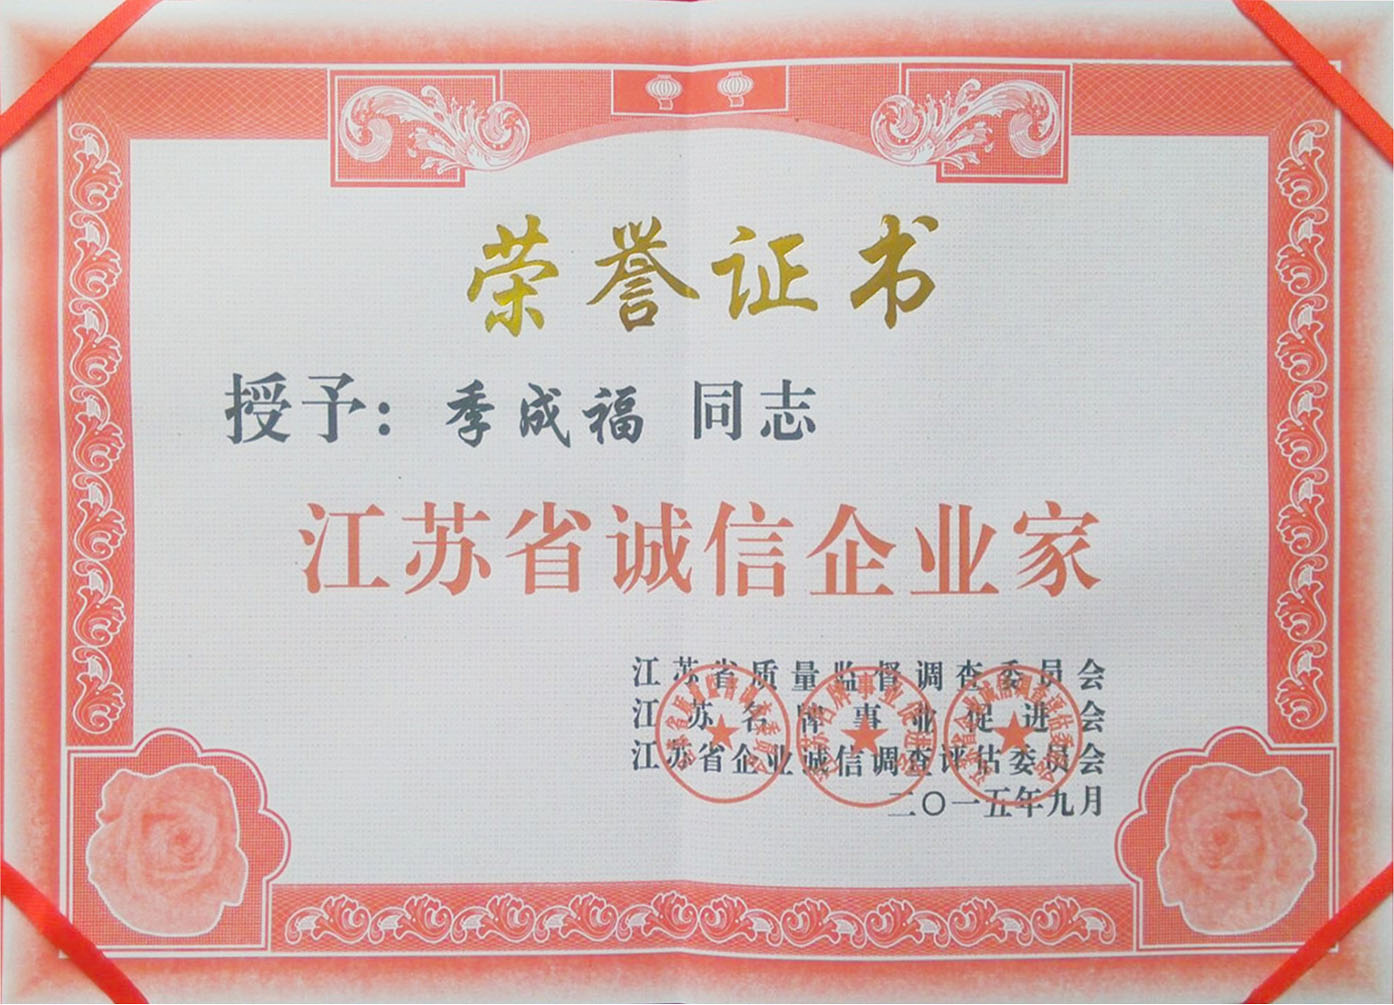 荣誉证书
授予：季成福 同志
江苏省诚信企业家
江苏省质量监督调查委员会
江苏名牌事业促进会
江苏省企业诚信调查评估委员会
二〇一五年九月